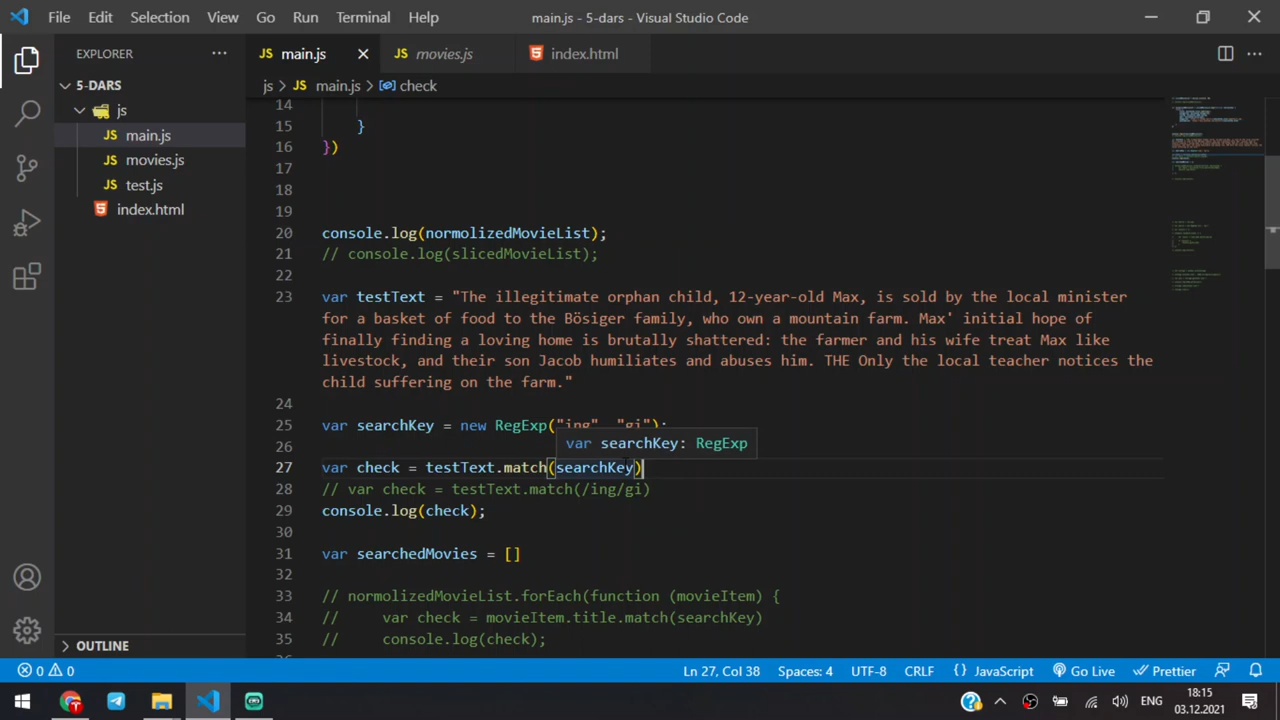 File Edit Selection View Go Run Terminal Help main.js - 5-dars - Visual Studio Code
EXPLORER ··· JS main.js JS movies.js index.html ···
5-DARS js > JS main.js > check
js
JS main.js
JS movies.js
JS test.js
index.html
14
15 }
16 })
17
18
19
20 console.log(normolizedMovieList);
21 // console.log(slicedMovieList);
22
23 var testText = "The illegitimate orphan child, 12-year-old Max, is sold by the local minister
for a basket of food to the Bösiger family, who own a mountain farm. Max' initial hope of
finally finding a loving home is brutally shattered: the farmer and his wife treat Max like
livestock, and their son Jacob humiliates and abuses him. THE Only the local teacher notices the
child suffering on the farm."
24
25 var searchKey = new RegExp("ing", "gi");
26 var searchKey: RegExp
27 var check = testText.match(searchKey)
28 // var check = testText.match(/ing/gi)
29 console.log(check);
30
31 var searchedMovies = []
32
33 // normolizedMovieList.forEach(function (movieItem) {
34 // var check = movieItem.title.match(searchKey)
35 // console.log(check);
OUTLINE
0 0 Ln 27, Col 38 Spaces: 4 UTF-8 CRLF {} JavaScript Go Live Prettier
ENG 18:15
03.12.2021